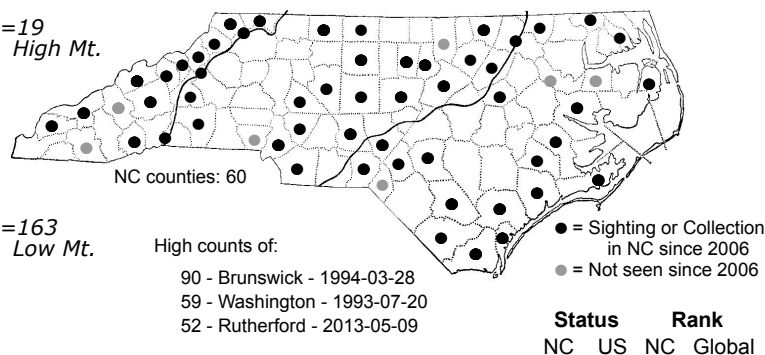 =19
High Mt.
NC counties: 60
=163
Low Mt.
High counts of:
90 - Brunswick - 1994-03-28
59 - Washington - 1993-07-20
52 - Rutherford - 2013-05-09
● = Sighting or Collection
in NC since 2006
● = Not seen since 2006
Status Rank
NC US NC Global